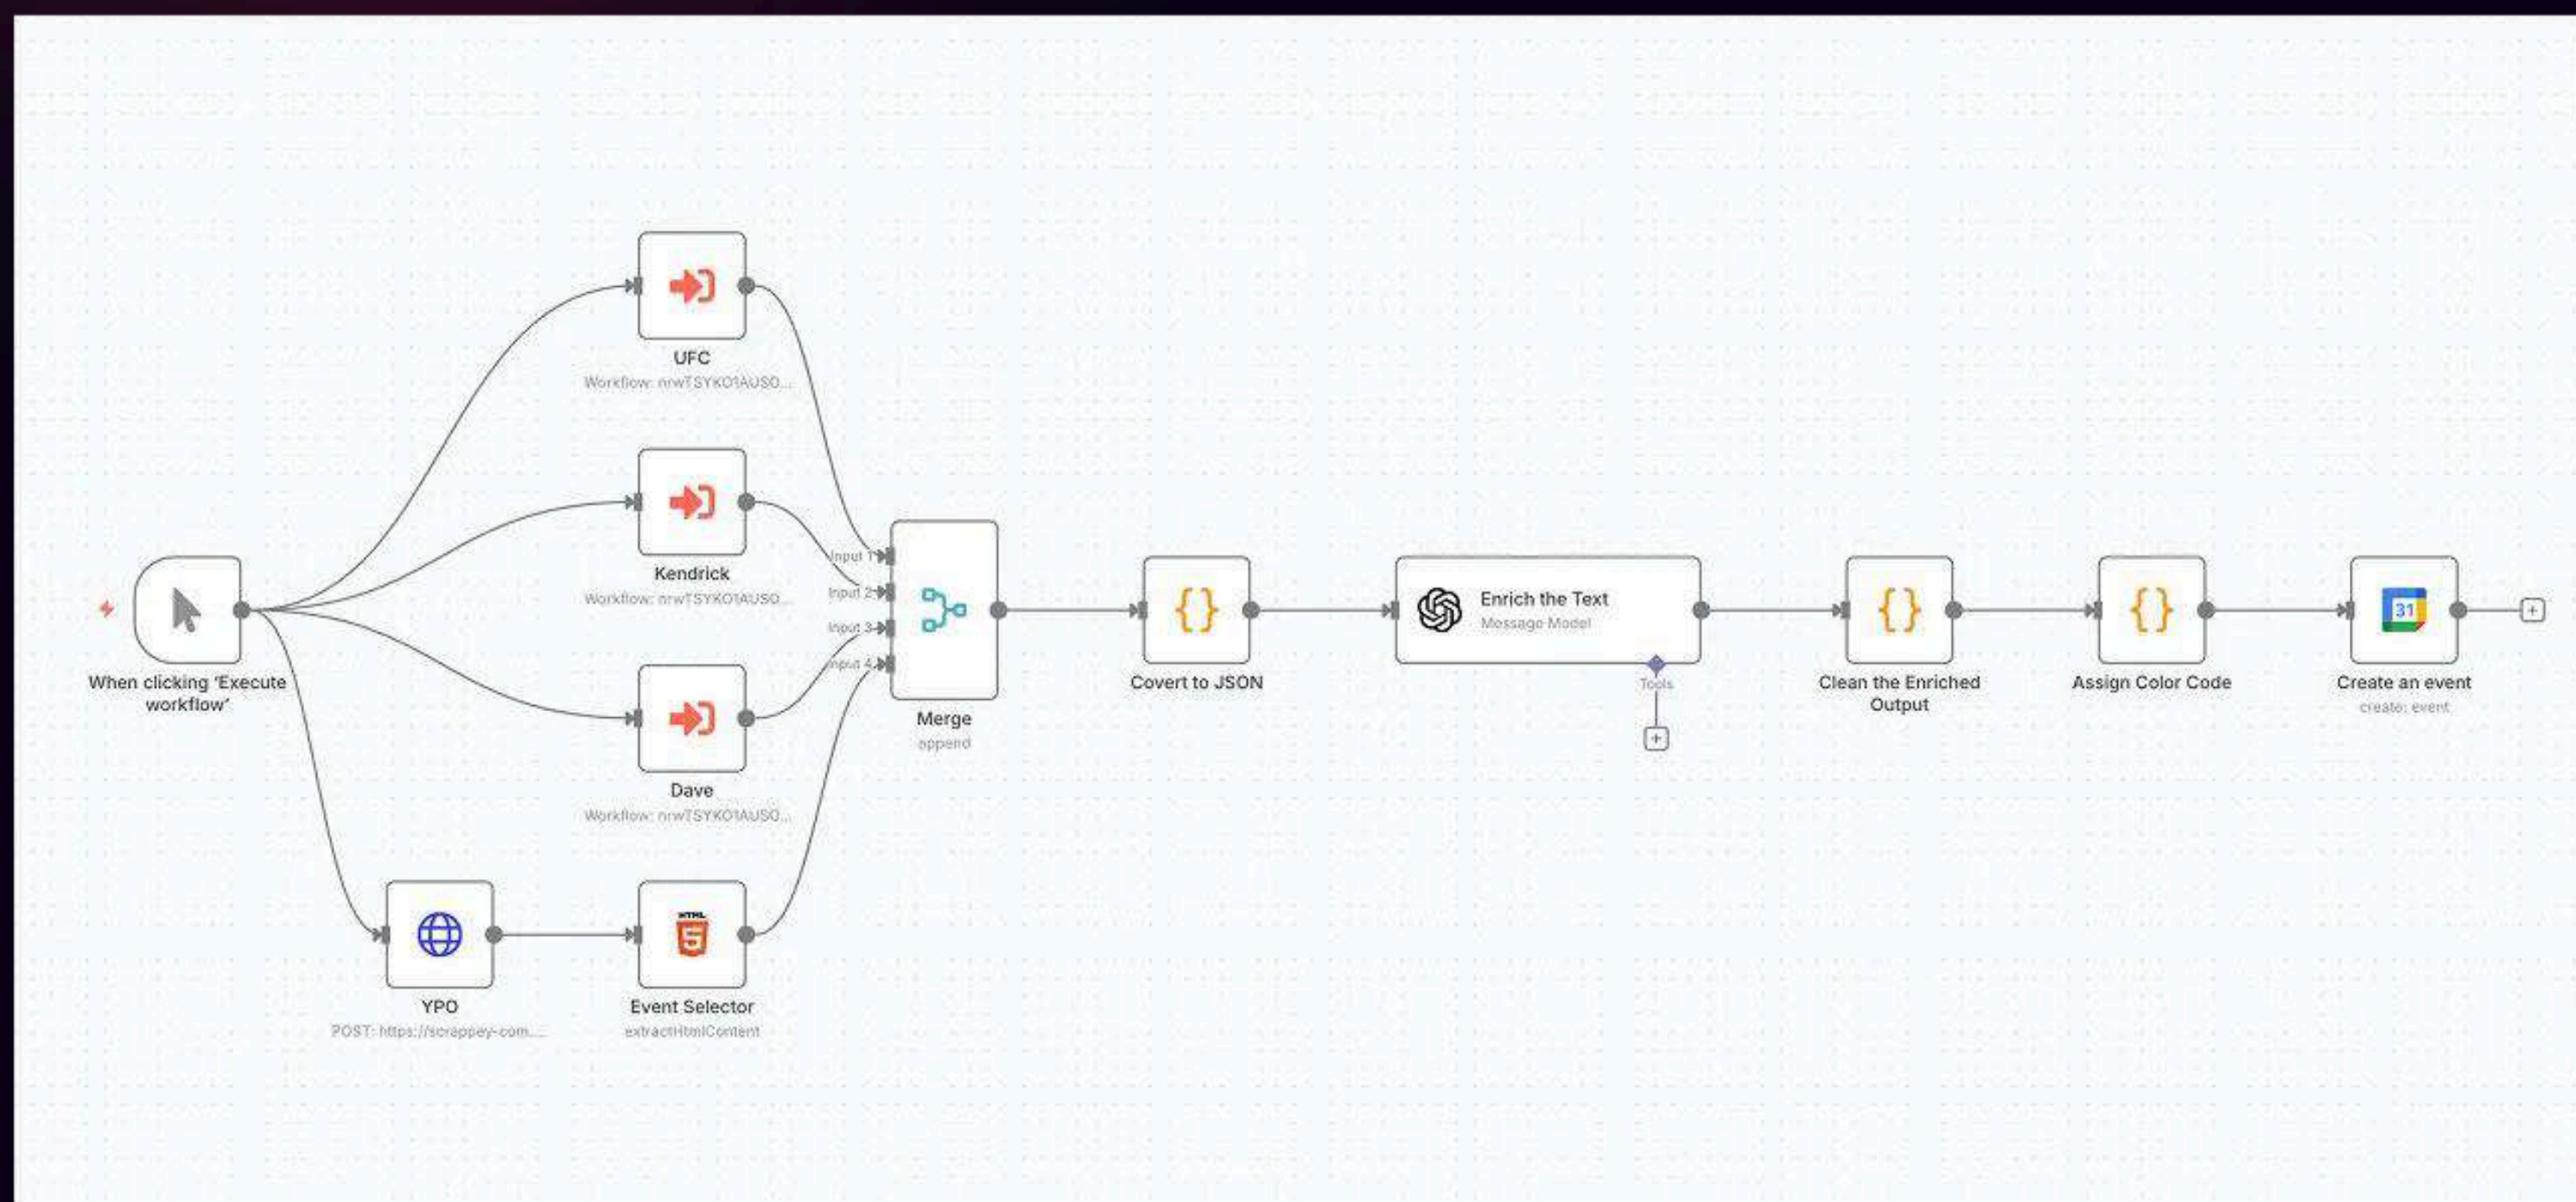 UFC
Workflow: nrwTSYKO1AUSO...
Kendrick
Workflow: nrwTSYKO1AUSO...
Input 1
Input 2
Input 3
Input 4
When clicking ‘Execute
workflow’
Dave
Workflow: nrwTSYKO1AUSO...
Merge
append
Covert to JSON
Enrich the Text
Message Model
Tools
Clean the Enriched
Output
Assign Color Code
31
Create an event
create: event
YPO
POST: https://scrappey-com....
HTML
5
Event Selector
extractHtmlContent